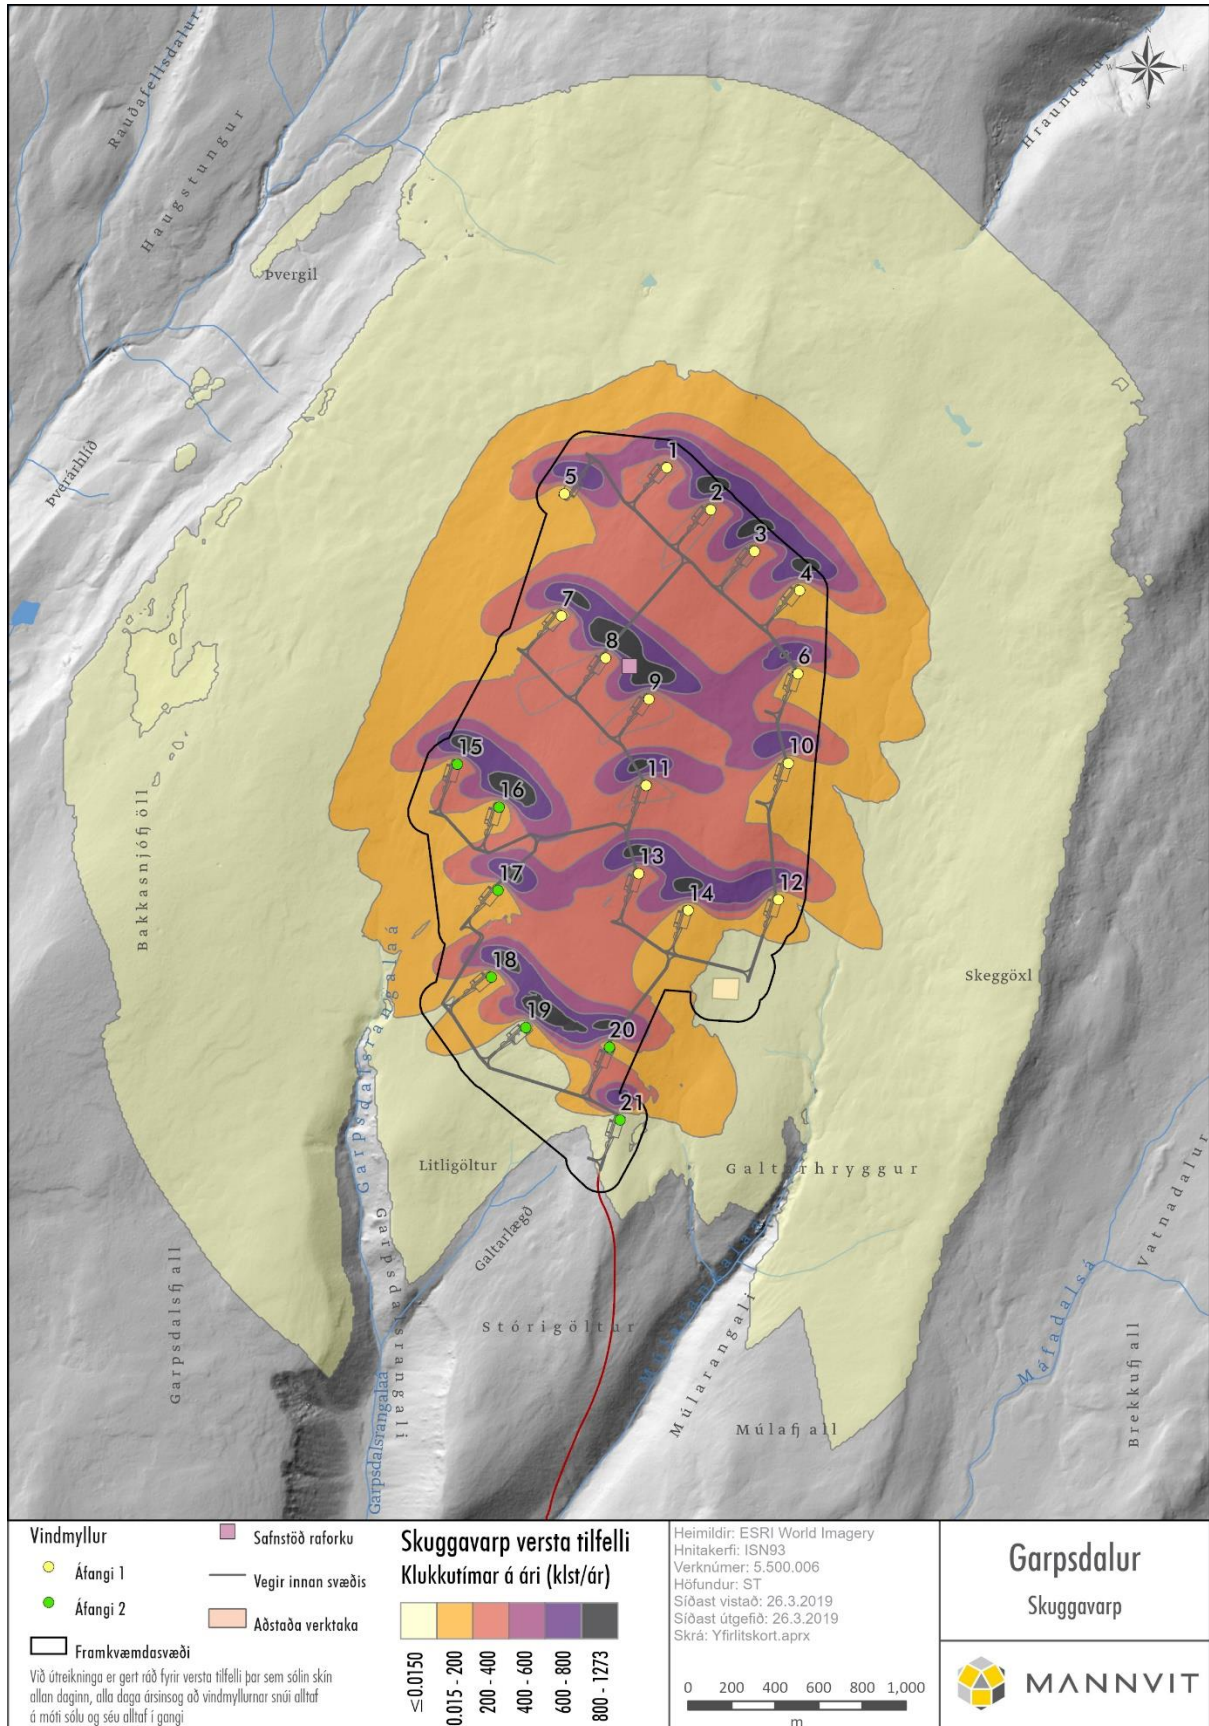 Rauðafellsdalur
Haugstungur
Hraundalur
N
W
E
S
Þvergil
Þverárhlíð
1
5
2
3
4
7
8
6
9
15
10
11
16
13
17
12
14
18
Skeggöxl
19
20
21
Bakkasnjófjöll
Garpsdalsrangalaá
Litligöltur
Galtarhryggur
Galtarlægð
Vatnadalur
Garpsdalsfjall
Garpsdalsrangali
Stórigöltur
Múlarangali
Máfadalsá
Brekkufjall
Múlafjall
Garpsdalsrangalaá
Vindmyllur
Áfangi 1
Áfangi 2
Framkvæmdasvæði
Safnstöð raforku
Vegir innan svæðis
Aðstaða verktaka
Við útreikninga er gert ráð fyrir versta tilfelli þar sem sólin skín
allan daginn, alla daga ársinsog að vindmyllurnar snúi alltaf
á móti sólu og séu alltaf í gangi
Skuggavarp versta tilfelli
Klukkutímar á ári (klst/ár)
≤0.0150
0.015 - 200
200 - 400
400 - 600
600 - 800
800 - 1273
Heimildir: ESRI World Imagery
Hnitakerfi: ISN93
Verknúmer: 5.500.006
Höfundur: ST
Síðast vistað: 26.3.2019
Síðast útgefið: 26.3.2019
Skrá: Yfirlitskort.aprx
0 200 400 600 800 1,000
m
Garpsdalur
Skuggavarp
MANNVIT